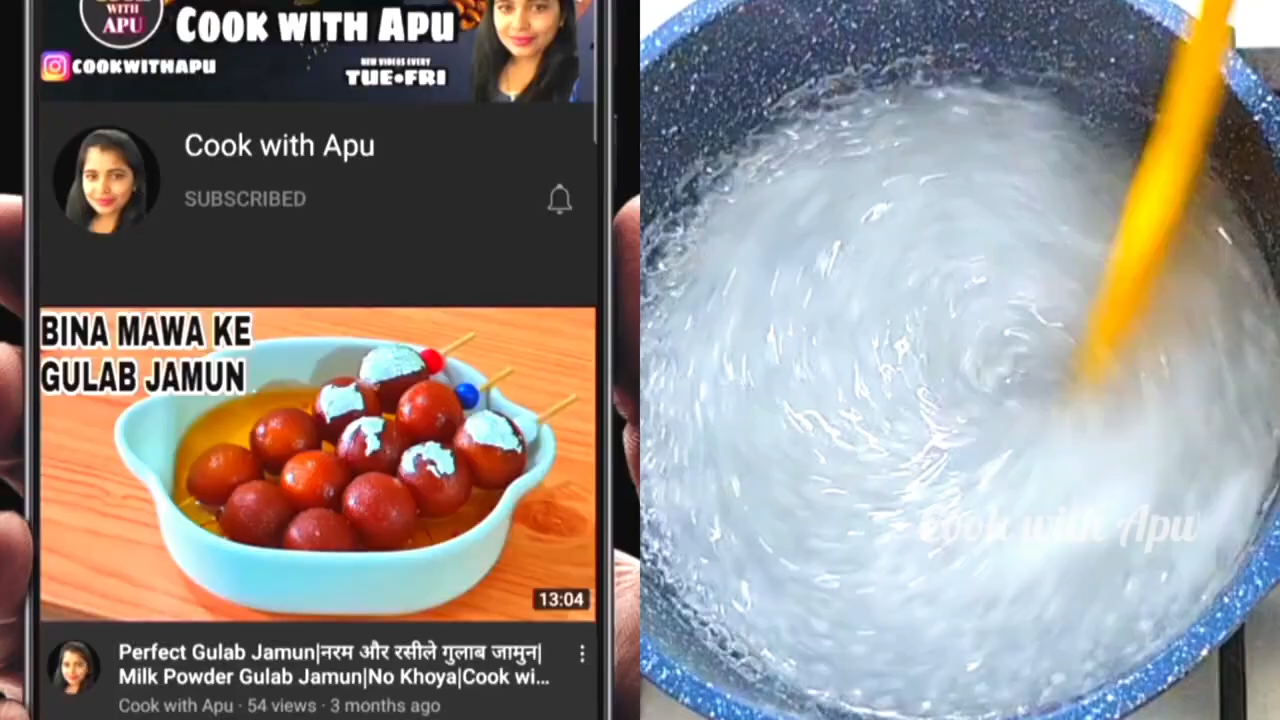 WITH
APU
COOK WITH APU
COOKWITHAPU
NEW VIDEOS EVERY
TUE•FRI
Cook with Apu
SUBSCRIBED
BINA MAWA KE
GULAB JAMUN
13:04
Perfect Gulab Jamun|नरम और रसीले गुलाब जामुन|
Milk Powder Gulab Jamun|No Khoya|Cook wi...
Cook with Apu · 54 views · 3 months ago
Cook with Apu